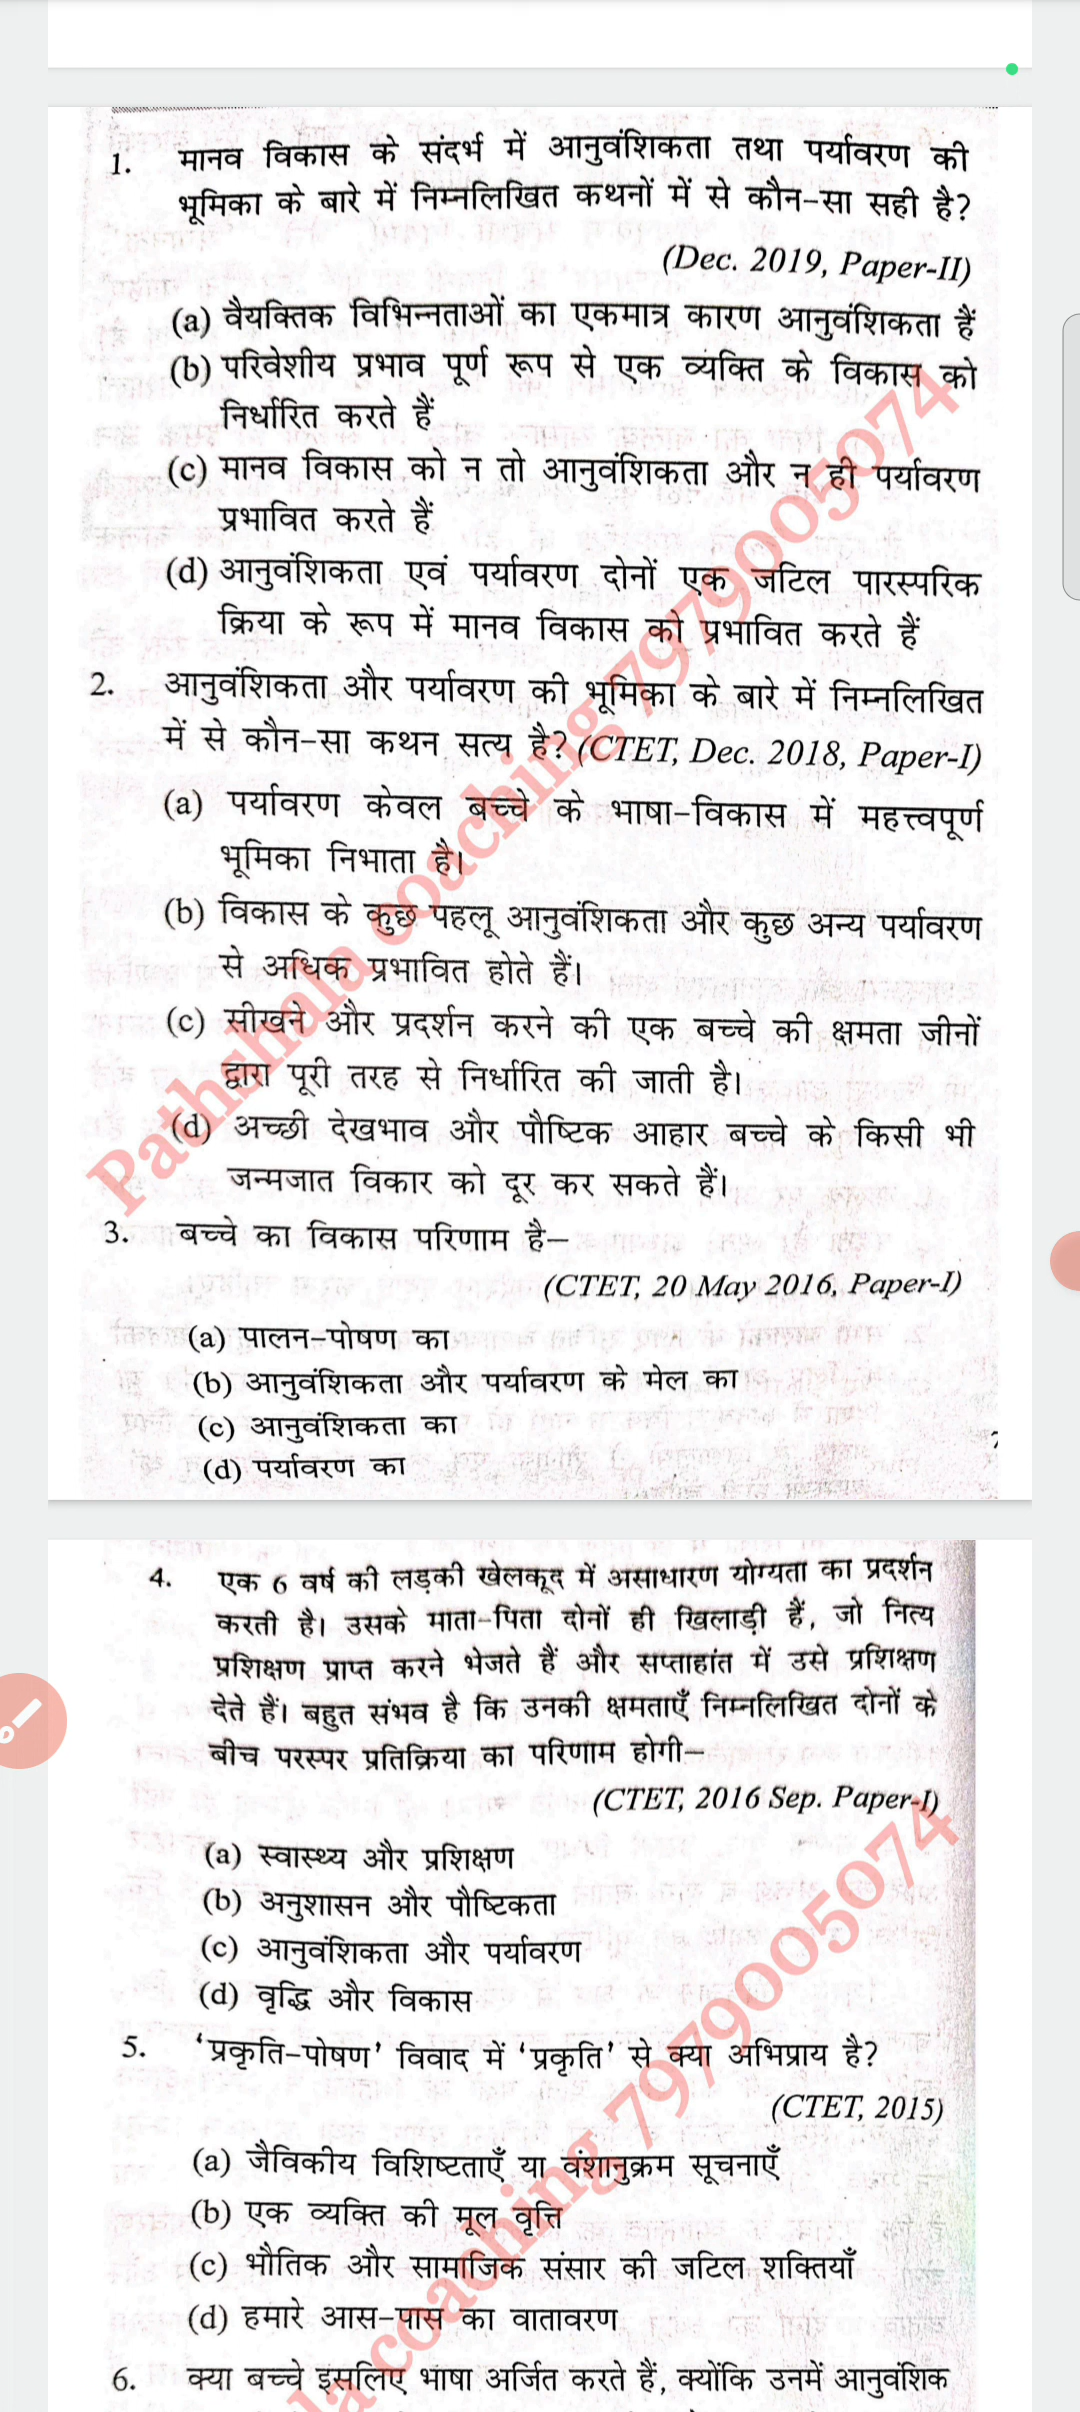 1. मानव विकास के संदर्भ में आनुवंशिकता तथा पर्यावरण की
भूमिका के बारे में निम्नलिखित कथनों में से कौन-सा सही है?
(Dec. 2019, Paper-II)
(a) वैयक्तिक विभिन्नताओं का एकमात्र कारण आनुवंशिकता हैं
(b) परिवेशीय प्रभाव पूर्ण रूप से एक व्यक्ति के विकास को
निर्धारित करते हैं
(c) मानव विकास को न तो आनुवंशिकता और न ही पर्यावरण
प्रभावित करते हैं
(d) आनुवंशिकता एवं पर्यावरण दोनों एक जटिल पारस्परिक
क्रिया के रूप में मानव विकास को प्रभावित करते हैं
2. आनुवंशिकता और पर्यावरण की भूमिका के बारे में निम्नलिखित
में से कौन-सा कथन सत्य है? (CTET, Dec. 2018, Paper-I)
(a) पर्यावरण केवल बच्चे के भाषा-विकास में महत्त्वपूर्ण
भूमिका निभाता है।
(b) विकास के कुछ पहलू आनुवंशिकता और कुछ अन्य पर्यावरण
से अधिक प्रभावित होते हैं।
(c) सीखने और प्रदर्शन करने की एक बच्चे की क्षमता जीनों
द्वारा पूरी तरह से निर्धारित की जाती है।
(d) अच्छी देखभाव और पौष्टिक आहार बच्चे के किसी भी
जन्मजात विकार को दूर कर सकते हैं।
3. बच्चे का विकास परिणाम है–
(CTET, 20 May 2016, Paper-I)
(a) पालन-पोषण का
(b) आनुवंशिकता और पर्यावरण के मेल का
(c) आनुवंशिकता का
(d) पर्यावरण का
Pathshala coaching 7979005074
4. एक 6 वर्ष की लड़की खेलकूद में असाधारण योग्यता का प्रदर्शन
करती है। उसके माता-पिता दोनों ही खिलाड़ी हैं, जो नित्य
प्रशिक्षण प्राप्त करने भेजते हैं और सप्ताहांत में उसे प्रशिक्षण
देते हैं। बहुत संभव है कि उनकी क्षमताएँ निम्नलिखित दोनों के
बीच परस्पर प्रतिक्रिया का परिणाम होगी–
(CTET, 2016 Sep. Paper-I)
(a) स्वास्थ्य और प्रशिक्षण
(b) अनुशासन और पौष्टिकता
(c) आनुवंशिकता और पर्यावरण
(d) वृद्धि और विकास
5. ‘प्रकृति-पोषण’ विवाद में ‘प्रकृति’ से क्या अभिप्राय है?
(CTET, 2015)
(a) जैविकीय विशिष्टताएँ या वंशानुक्रम सूचनाएँ
(b) एक व्यक्ति की मूल वृत्ति
(c) भौतिक और सामाजिक संसार की जटिल शक्तियाँ
(d) हमारे आस-पास का वातावरण
6. क्या बच्चे इसलिए भाषा अर्जित करते हैं, क्योंकि उनमें आनुवंशिक
la coaching 7979005074